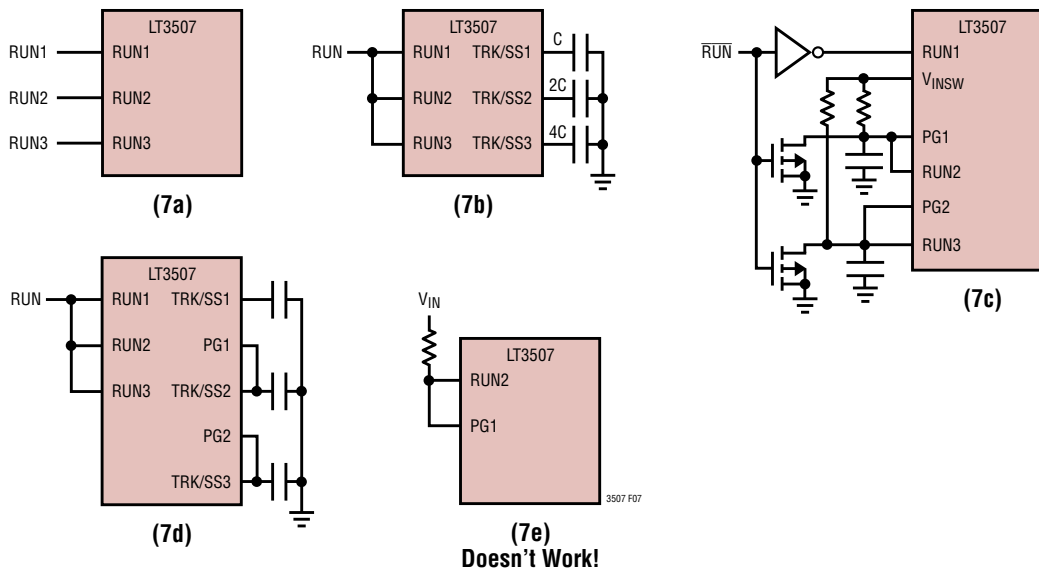 LT3507
RUN1 RUN1
RUN2 RUN2
RUN3 RUN3
(7a)
LT3507
RUN RUN1 TRK/SS1 C
RUN2 TRK/SS2 2C
RUN3 TRK/SS3 4C
(7b)
LT3507
RUN RUN1
VINSW
PG1
RUN2
PG2
RUN3
(7c)
LT3507
RUN RUN1 TRK/SS1
RUN2 PG1
RUN3 TRK/SS2
PG2
TRK/SS3
(7d)
VIN
LT3507
RUN2
PG1
3507 F07
(7e)
Doesn't Work!